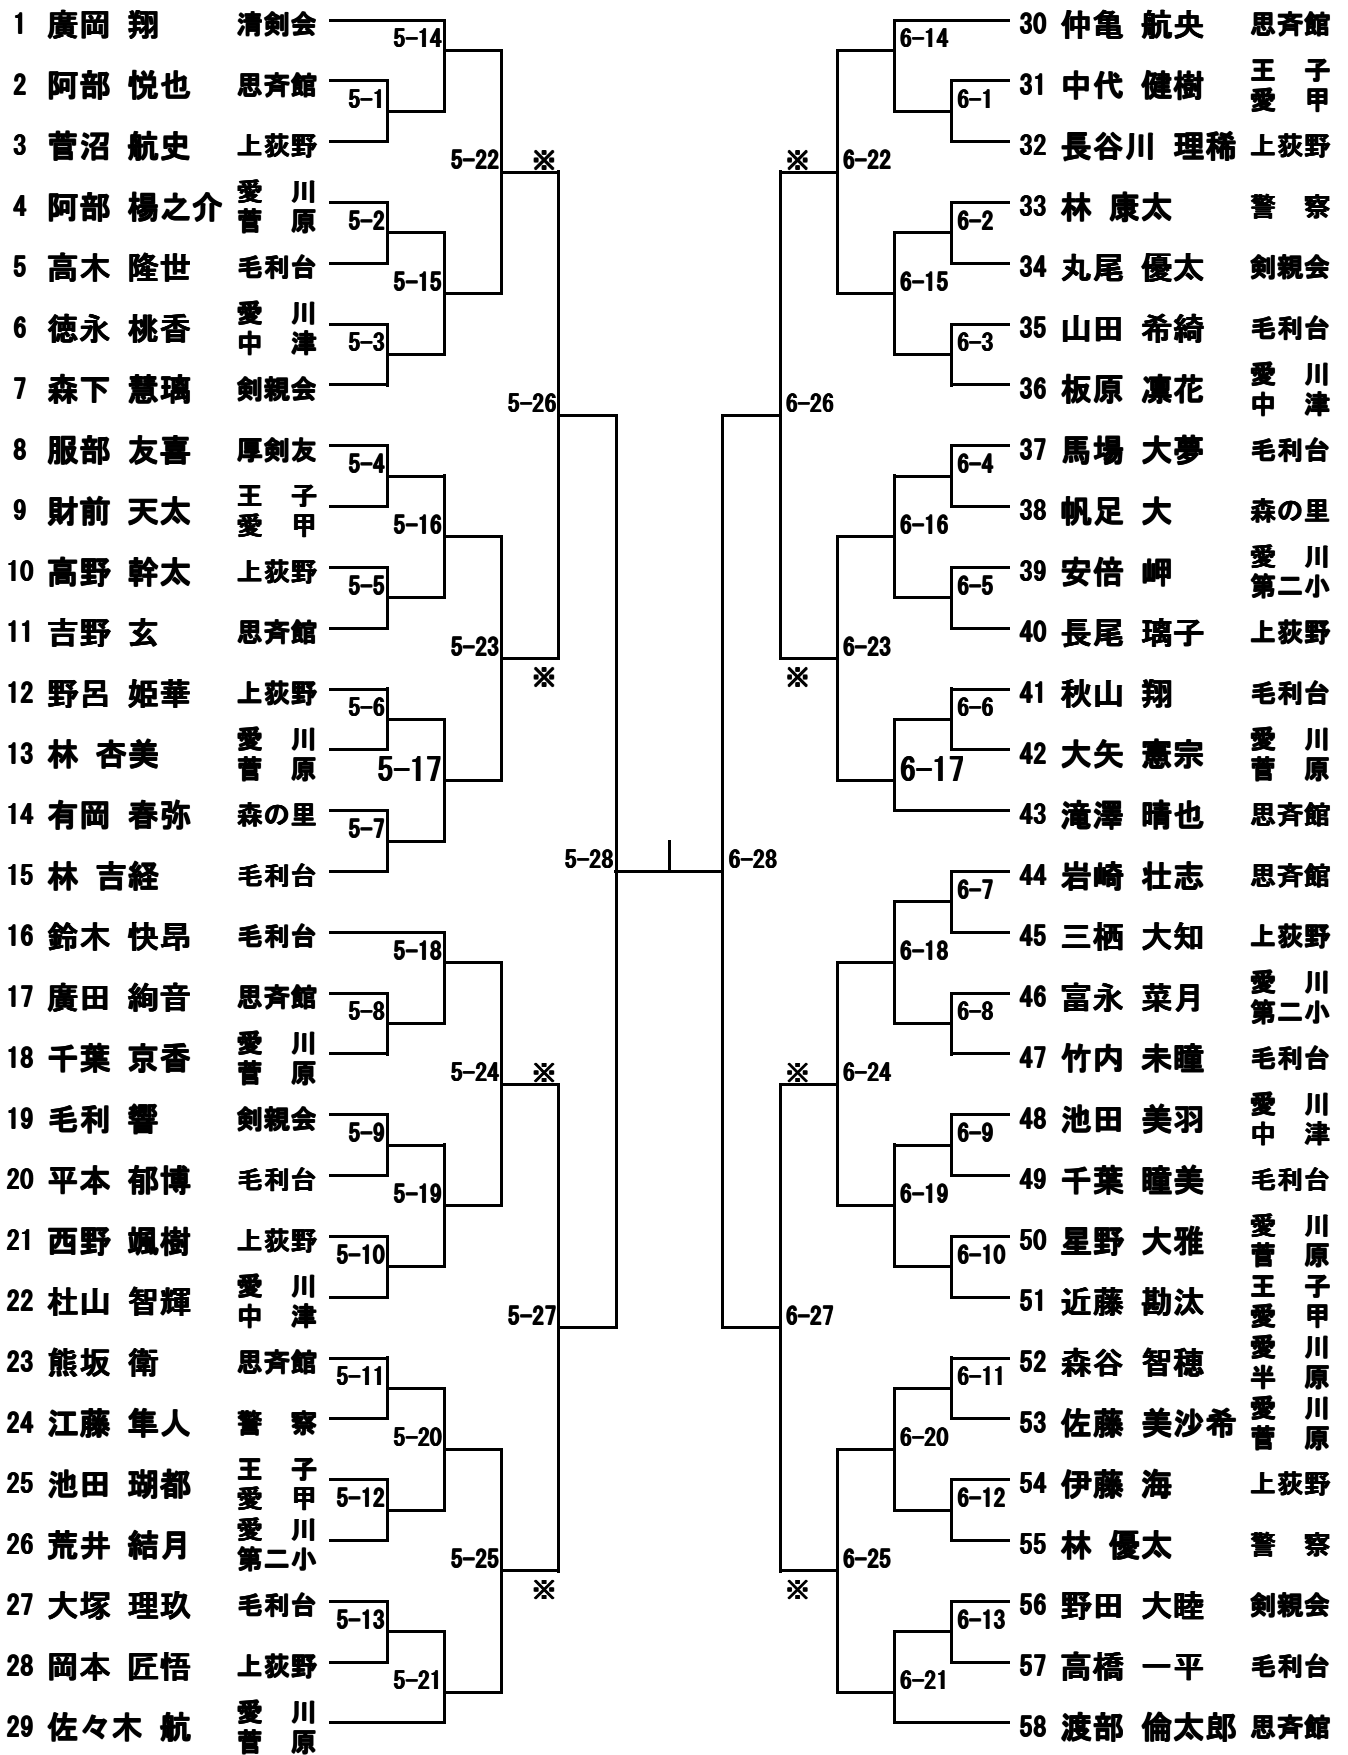 1 廣岡 翔 清剣会
2 阿部 悦也 思斉館
3 菅沼 航史 上荻野
4 阿部 楊之介 愛川 菅原
5 高木 隆世 毛利台
6 徳永 桃香 愛川 中津
7 森下 慧璃 剣親会
8 服部 友喜 厚剣友
9 財前 天太 王子 愛甲
10 高野 幹太 上荻野
11 吉野 玄 思斉館
12 野呂 姫華 上荻野
13 林 杏美 愛川 菅原
14 有岡 春弥 森の里
15 林 吉経 毛利台
16 鈴木 快昂 毛利台
17 廣田 絢音 思斉館
18 千葉 京香 愛川 菅原
19 毛利 響 剣親会
20 平本 郁博 毛利台
21 西野 颯樹 上荻野
22 杜山 智輝 愛川 中津
23 熊坂 衛 思斉館
24 江藤 隼人 警察
25 池田 瑚都 王子 愛甲
26 荒井 結月 愛川 第二小
27 大塚 理玖 毛利台
28 岡本 匠悟 上荻野
29 佐々木 航 愛川 菅原
5-14
5-1
5-22 ※
5-2
5-15
5-3
5-26
5-4
5-16
5-5
5-23
※
5-6
5-17
5-7
5-28
5-18
5-8
5-24 ※
5-9
5-19
5-10
5-27
5-11
5-20
5-12
5-25
※
5-13
5-21
6-14
6-1
※ 6-22
6-2
6-15
6-3
6-26
6-4
6-16
6-5
6-23
※
6-6
6-17
6-28
6-7
6-18
6-8
※ 6-24
6-9
6-19
6-10
6-27
6-11
6-20
6-12
6-25
※
6-13
6-21
30 仲亀 航央 思斉館
31 中代 健樹 王子 愛甲
32 長谷川 理稀 上荻野
33 林 康太 警察
34 丸尾 優太 剣親会
35 山田 希綺 毛利台
36 板原 凛花 愛川 中津
37 馬場 大夢 毛利台
38 帆足 大 森の里
39 安倍 岬 愛川 第二小
40 長尾 璃子 上荻野
41 秋山 翔 毛利台
42 大矢 憲宗 愛川 菅原
43 滝澤 晴也 思斉館
44 岩崎 壮志 思斉館
45 三栖 大知 上荻野
46 富永 菜月 愛川 第二小
47 竹内 未瞳 毛利台
48 池田 美羽 愛川 中津
49 千葉 瞳美 毛利台
50 星野 大雅 愛川 菅原
51 近藤 勘汰 王子 愛甲
52 森谷 智穂 愛川 半原
53 佐藤 美沙希 愛川 菅原
54 伊藤 海 上荻野
55 林 優太 警察
56 野田 大睦 剣親会
57 高橋 一平 毛利台
58 渡部 倫太郎 思斉館